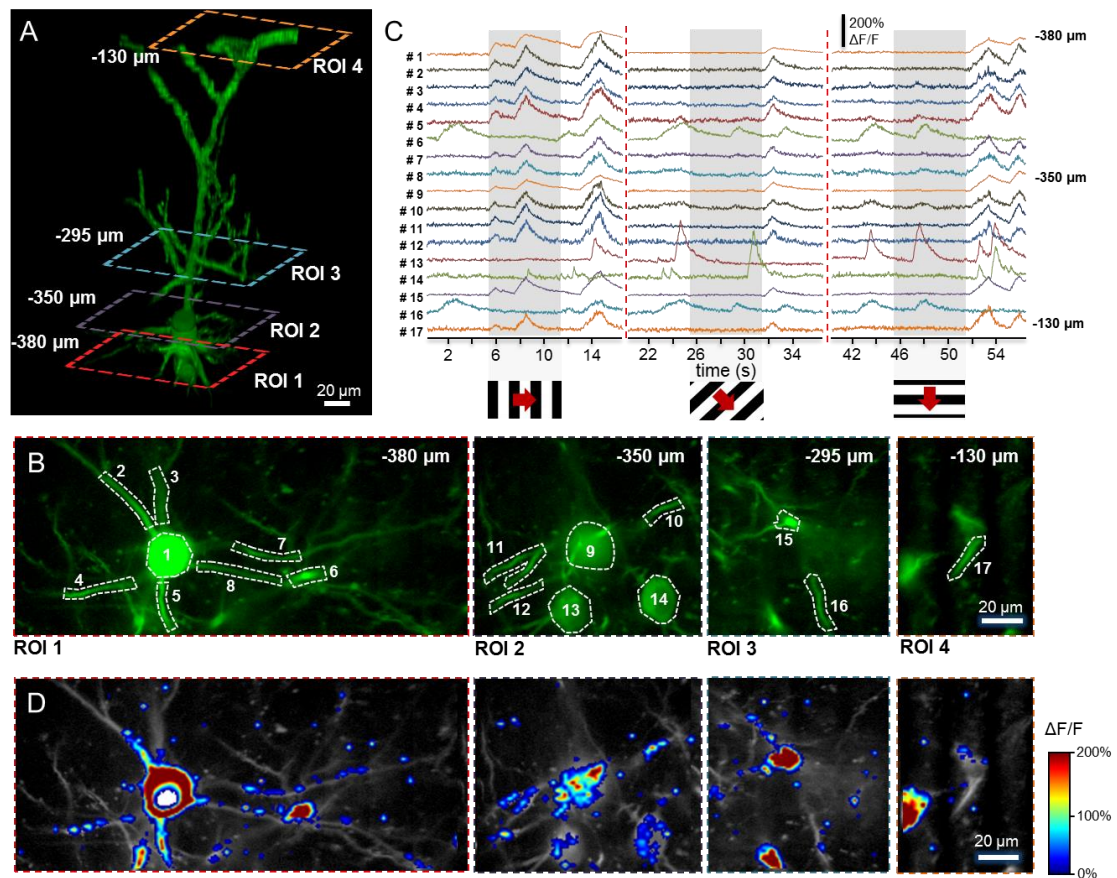 A
-130 µm
ROI 4
-295 µm
ROI 3
-350 µm
ROI 2
-380 µm
ROI 1
20 µm
C
200%
ΔF/F
-380 µm
# 1
# 2
# 3
# 4
# 5
# 6
# 7
# 8
-350 µm
# 9
# 10
# 11
# 12
# 13
# 14
# 15
# 16
# 17
-130 µm
2 6 10 14 22 26 30 34 42 46 50 54
time (s)
B
-380 µm
2
3
1
7
6
4
8
5
ROI 1
-350 µm
10
11
9
12
13
14
ROI 2
-295 µm
15
16
ROI 3
-130 µm
17
20 µm
ROI 4
D
20 µm
ΔF/F
200%
100%
0%